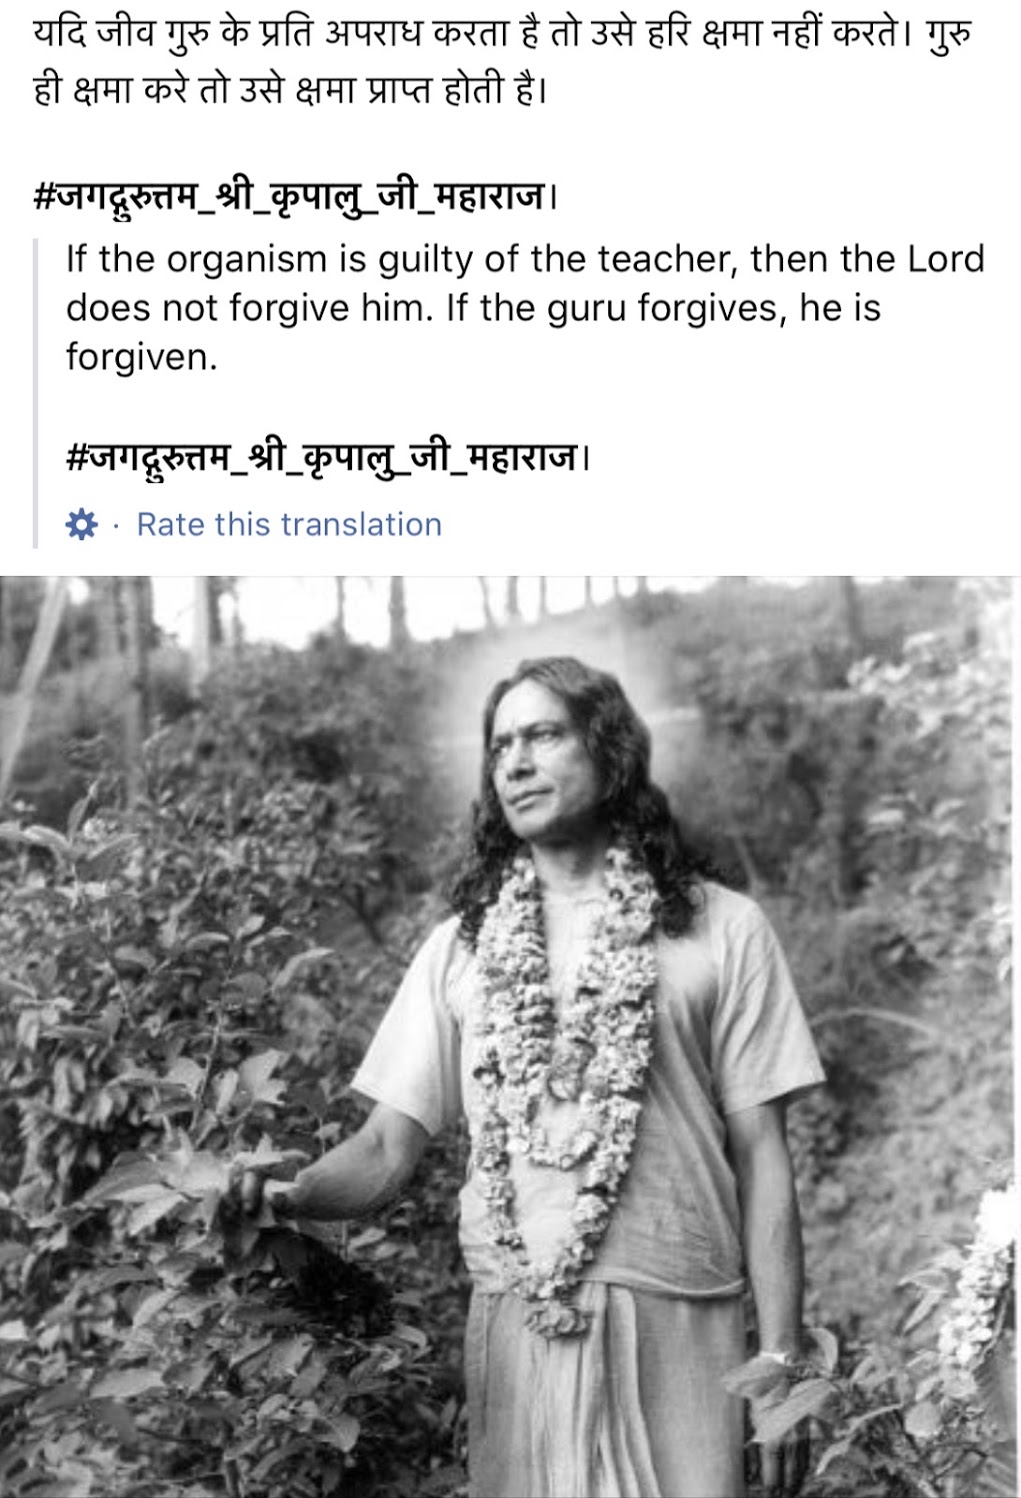 यदि जीव गुरु के प्रति अपराध करता है तो उसे हरि क्षमा नहीं करते। गुरु
ही क्षमा करे तो उसे क्षमा प्राप्त होती है।
#जगद्गुरुत्तम_श्री_कृपालु_जी_महाराज।
If the organism is guilty of the teacher, then the Lord
does not forgive him. If the guru forgives, he is
forgiven.
#जगद्गुरुत्तम_श्री_कृपालु_जी_महाराज।
· Rate this translation